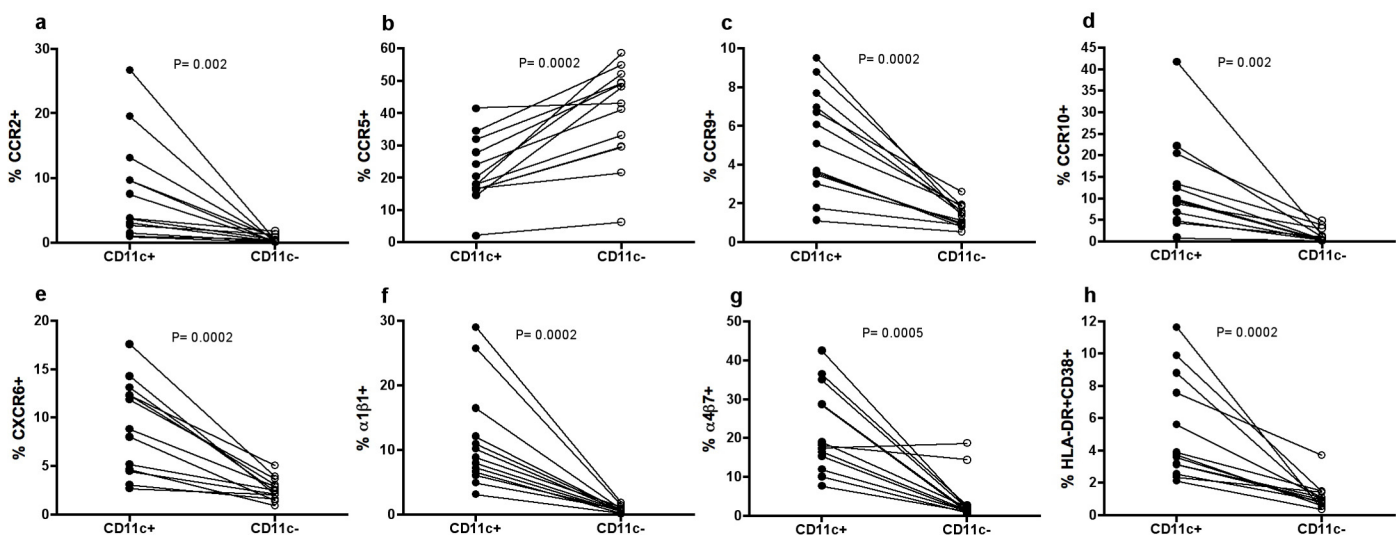 a
% CCR2+
30
20
10
0
P= 0.002
CD11c+ CD11c-
b
% CCR5+
60
50
40
30
20
10
0
P= 0.0002
CD11c+ CD11c-
c
% CCR9+
10
8
6
4
2
0
P= 0.0002
CD11c+ CD11c-
d
% CCR10+
45
40
35
30
25
20
15
10
5
0
P= 0.002
CD11c+ CD11c-
e
% CXCR6+
20
15
10
5
0
P= 0.0002
CD11c+ CD11c-
f
% α1β1+
30
20
10
0
P= 0.0002
CD11c+ CD11c-
g
% α4β7+
50
40
30
20
10
0
P= 0.0005
CD11c+ CD11c-
h
% HLA-DR+CD38+
12
10
8
6
4
2
0
P= 0.0002
CD11c+ CD11c-